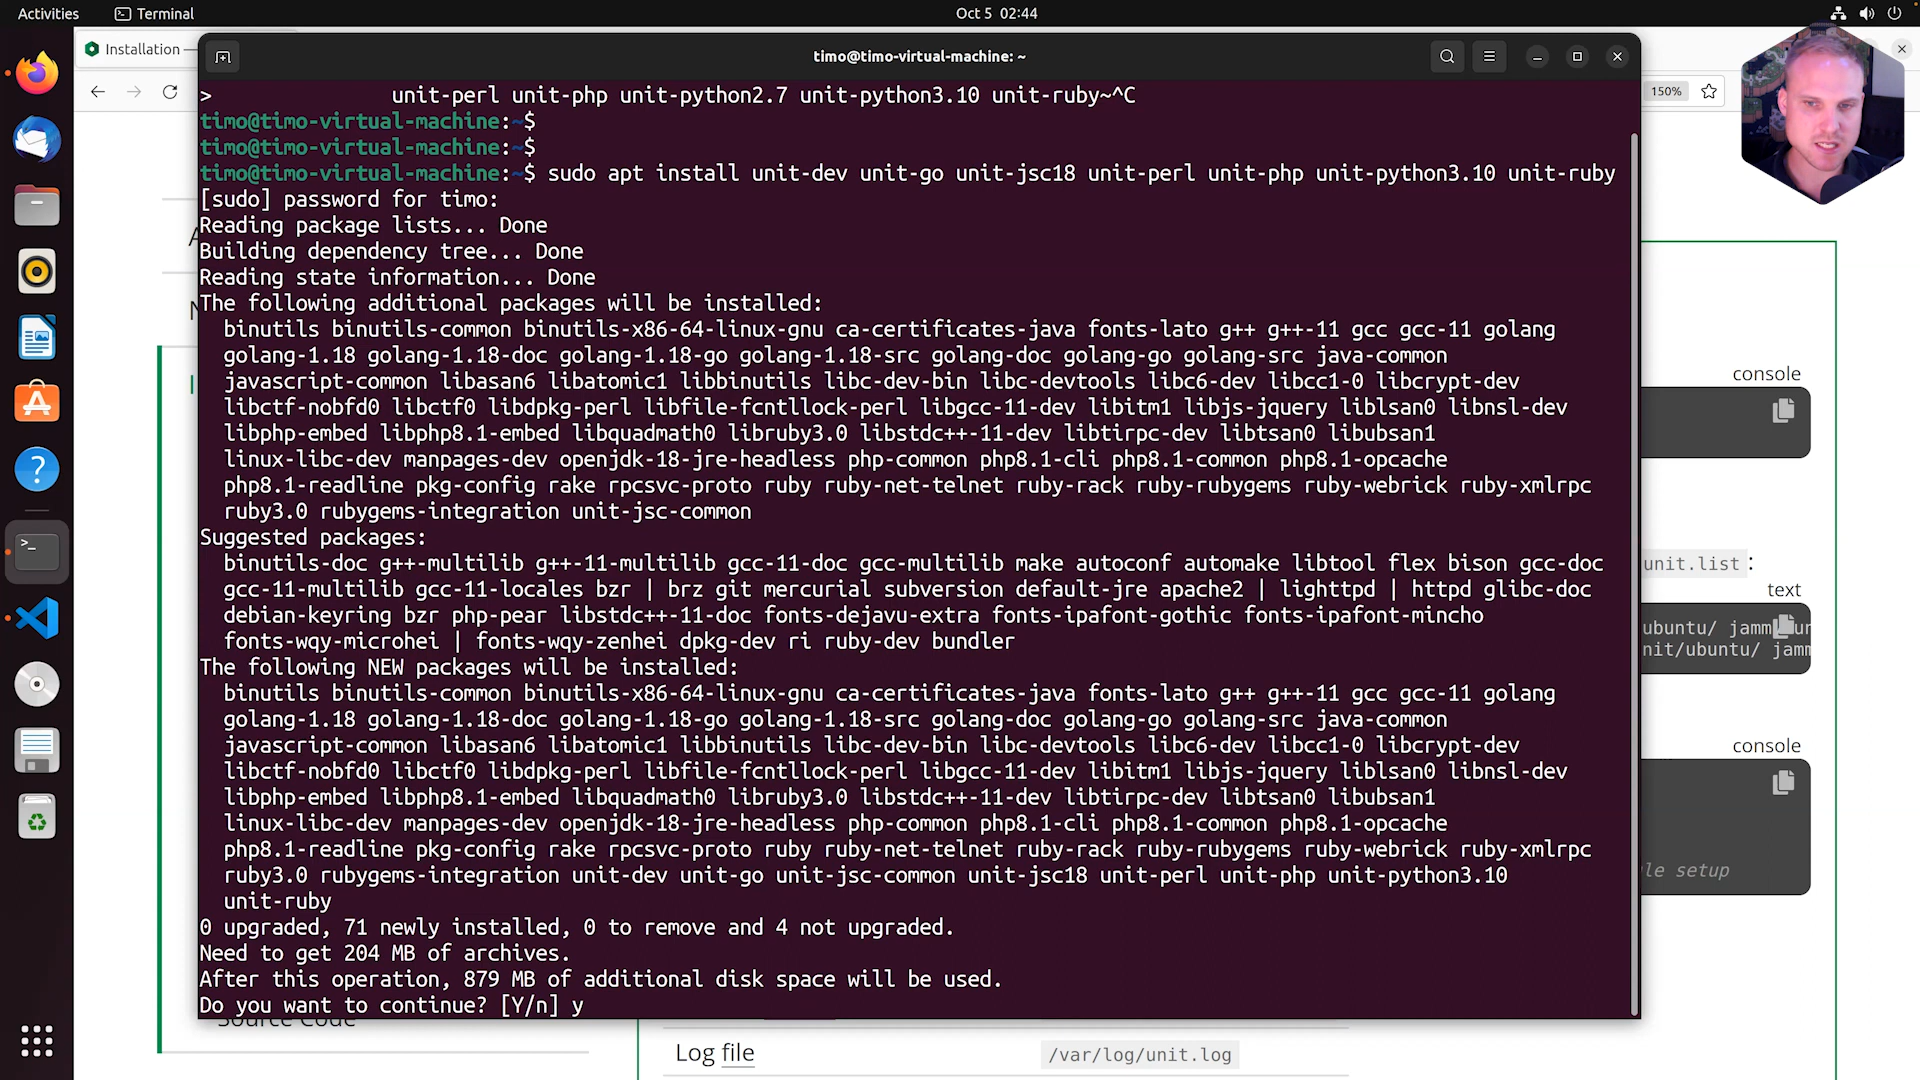 Activities
Terminal
Oct 5 02:44
Installation —
timo@timo-virtual-machine: ~
150%
> unit-perl unit-php unit-python2.7 unit-python3.10 unit-ruby~^C
timo@timo-virtual-machine:~$
timo@timo-virtual-machine:~$
timo@timo-virtual-machine:~$ sudo apt install unit-dev unit-go unit-jsc18 unit-perl unit-php unit-python3.10 unit-ruby
[sudo] password for timo:
Reading package lists... Done
Building dependency tree... Done
Reading state information... Done
The following additional packages will be installed:
binutils binutils-common binutils-x86-64-linux-gnu ca-certificates-java fonts-lato g++ g++-11 gcc gcc-11 golang
golang-1.18 golang-1.18-doc golang-1.18-go golang-1.18-src golang-doc golang-go golang-src java-common
javascript-common libasan6 libatomic1 libbinutils libc-dev-bin libc-devtools libc6-dev libcc1-0 libcrypt-dev
libctf-nobfd0 libctf0 libdpkg-perl libfile-fcntllock-perl libgcc-11-dev libitm1 libjs-jquery liblsan0 libnsl-dev
libphp-embed libphp8.1-embed libquadmath0 libruby3.0 libstdc++-11-dev libtirpc-dev libtsan0 libubsan1
linux-libc-dev manpages-dev openjdk-18-jre-headless php-common php8.1-cli php8.1-common php8.1-opcache
php8.1-readline pkg-config rake rpcsvc-proto ruby ruby-net-telnet ruby-rack ruby-rubygems ruby-webrick ruby-xmlrpc
ruby3.0 rubygems-integration unit-jsc-common
Suggested packages:
binutils-doc g++-multilib g++-11-multilib gcc-11-doc gcc-multilib make autoconf automake libtool flex bison gcc-doc
gcc-11-multilib gcc-11-locales bzr | brz git mercurial subversion default-jre apache2 | lighttpd | httpd glibc-doc
debian-keyring bzr php-pear libstdc++-11-doc fonts-dejavu-extra fonts-ipafont-gothic fonts-ipafont-mincho
fonts-wqy-microhei | fonts-wqy-zenhei dpkg-dev ri ruby-dev bundler
The following NEW packages will be installed:
binutils binutils-common binutils-x86-64-linux-gnu ca-certificates-java fonts-lato g++ g++-11 gcc gcc-11 golang
golang-1.18 golang-1.18-doc golang-1.18-go golang-1.18-src golang-doc golang-go golang-src java-common
javascript-common libasan6 libatomic1 libbinutils libc-dev-bin libc-devtools libc6-dev libcc1-0 libcrypt-dev
libctf-nobfd0 libctf0 libdpkg-perl libfile-fcntllock-perl libgcc-11-dev libitm1 libjs-jquery liblsan0 libnsl-dev
libphp-embed libphp8.1-embed libquadmath0 libruby3.0 libstdc++-11-dev libtirpc-dev libtsan0 libubsan1
linux-libc-dev manpages-dev openjdk-18-jre-headless php-common php8.1-cli php8.1-common php8.1-opcache
php8.1-readline pkg-config rake rpcsvc-proto ruby ruby-net-telnet ruby-rack ruby-rubygems ruby-webrick ruby-xmlrpc
ruby3.0 rubygems-integration unit-dev unit-go unit-jsc-common unit-jsc18 unit-perl unit-php unit-python3.10
unit-ruby
0 upgraded, 71 newly installed, 0 to remove and 4 not upgraded.
Need to get 204 MB of archives.
After this operation, 879 MB of additional disk space will be used.
Do you want to continue? [Y/n] y
console
unit.list :
text
ubuntu/ jamm
nit/ubuntu/ jamm
console
le setup
Source Code
Log file
/var/log/unit.log